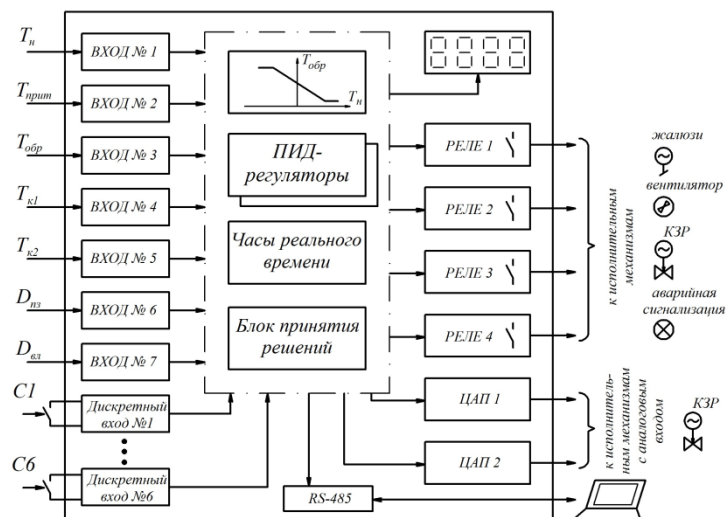 Tн
ВХОД № 1
Tприт
ВХОД № 2
Tобр
ВХОД № 3
Tк1
ВХОД № 4
Tк2
ВХОД № 5
Dпз
ВХОД № 6
Dвл
ВХОД № 7
C1
Дискретный
вход №1
C6
Дискретный
вход №6
Tобр
Tн
ПИД-
регуляторы
Часы реального
времени
Блок принятия
решений
8888
РЕЛЕ 1
РЕЛЕ 2
РЕЛЕ 3
РЕЛЕ 4
ЦАП 1
ЦАП 2
RS-485
к исполнительным
механизмам
к исполнитель-
ным механизмам
с аналоговым
входом
жалюзи
вентилятор
КЗР
аварийная
сигнализация
КЗР